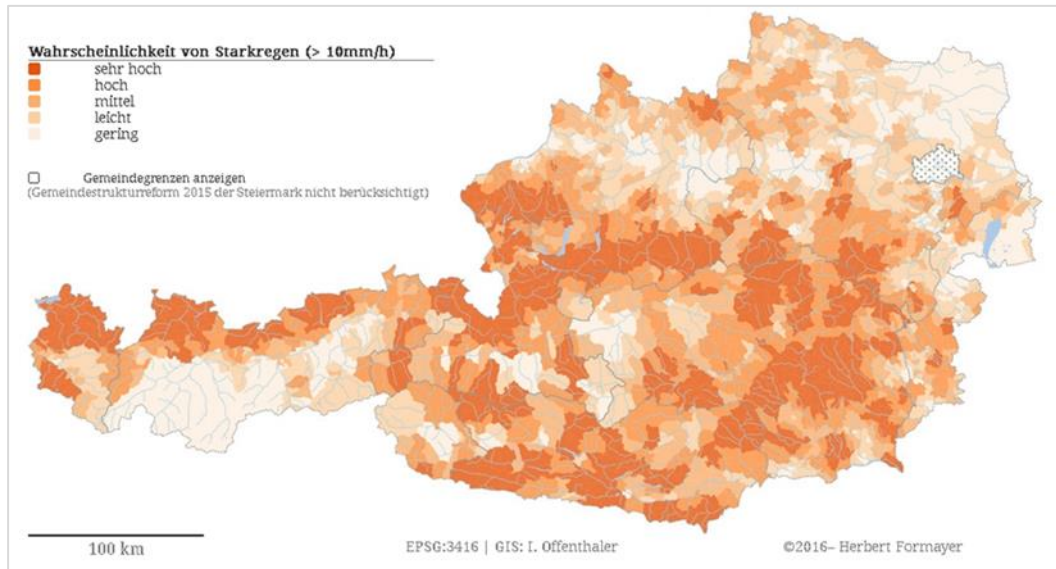 Wahrscheinlichkeit von Starkregen (> 10mm/h)
sehr hoch
hoch
mittel
leicht
gering
Gemeindegrenzen anzeigen
(Gemeindestrukturreform 2015 der Steiermark nicht berücksichtigt)
100 km
EPSG:3416 | GIS: I. Offenthaler
©2016– Herbert Formayer